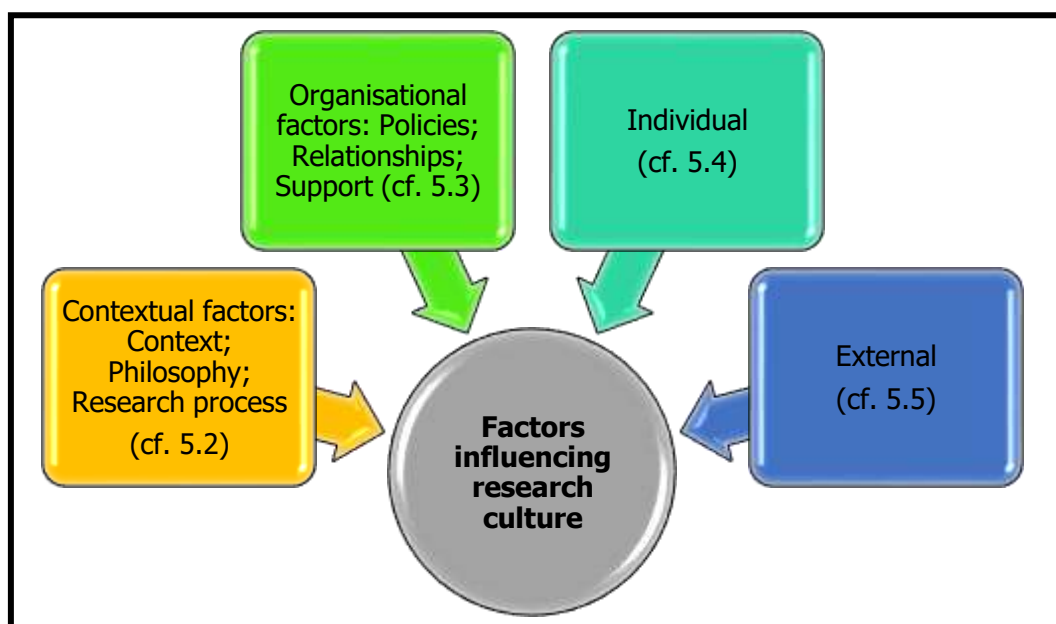 Organisational
factors: Policies;
Relationships;
Support (cf. 5.3)
Individual
(cf. 5.4)
Contextual factors:
Context;
Philosophy;
Research process
(cf. 5.2)
External
(cf. 5.5)
Factors
influencing
research
culture